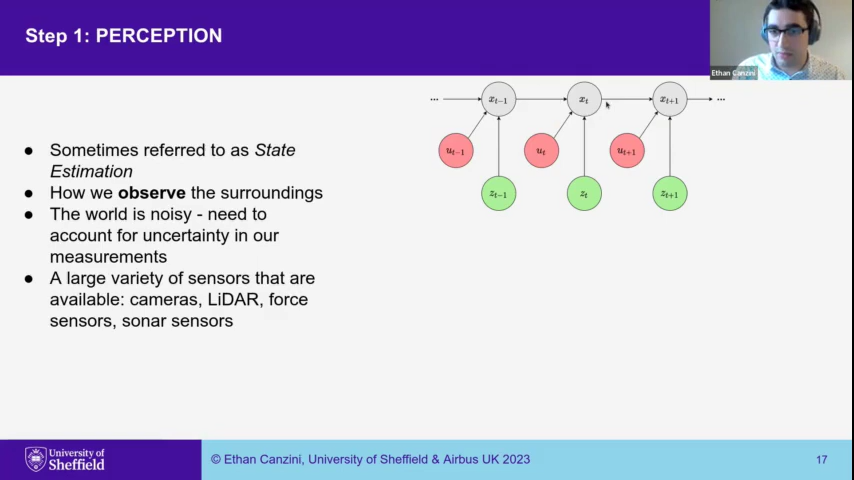 Step 1: PERCEPTION
Ethan Canzini
... x_{t-1} x_t x_{t+1} ...
u_{t-1} u_t u_{t+1}
z_{t-1} z_t z_{t+1}
● Sometimes referred to as State
Estimation
● How we observe the surroundings
● The world is noisy - need to
account for uncertainty in our
measurements
● A large variety of sensors that are
available: cameras, LiDAR, force
sensors, sonar sensors
University of
Sheffield
© Ethan Canzini, University of Sheffield & Airbus UK 2023
17